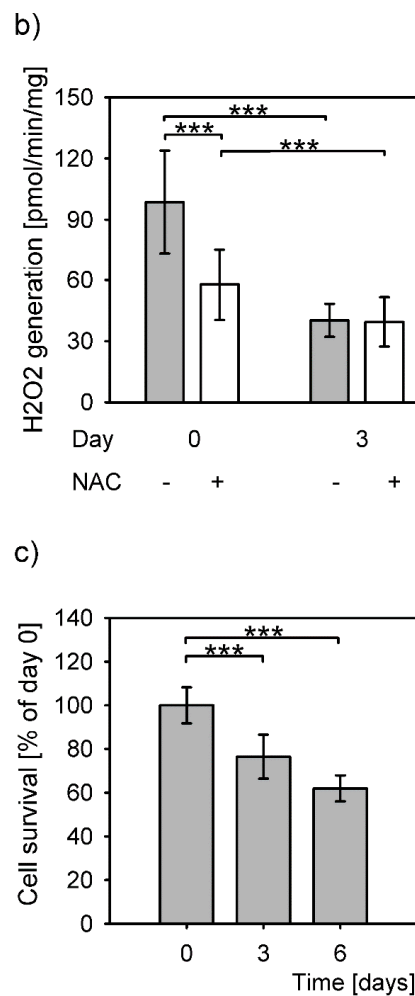 b)
H2O2 generation [pmol/min/mg]
150
120
90
60
30
0
***
***
***
Day 0 3
NAC - + - +
c)
Cell survival [% of day 0]
140
120
100
80
60
40
20
0
***
***
0 3 6
Time [days]